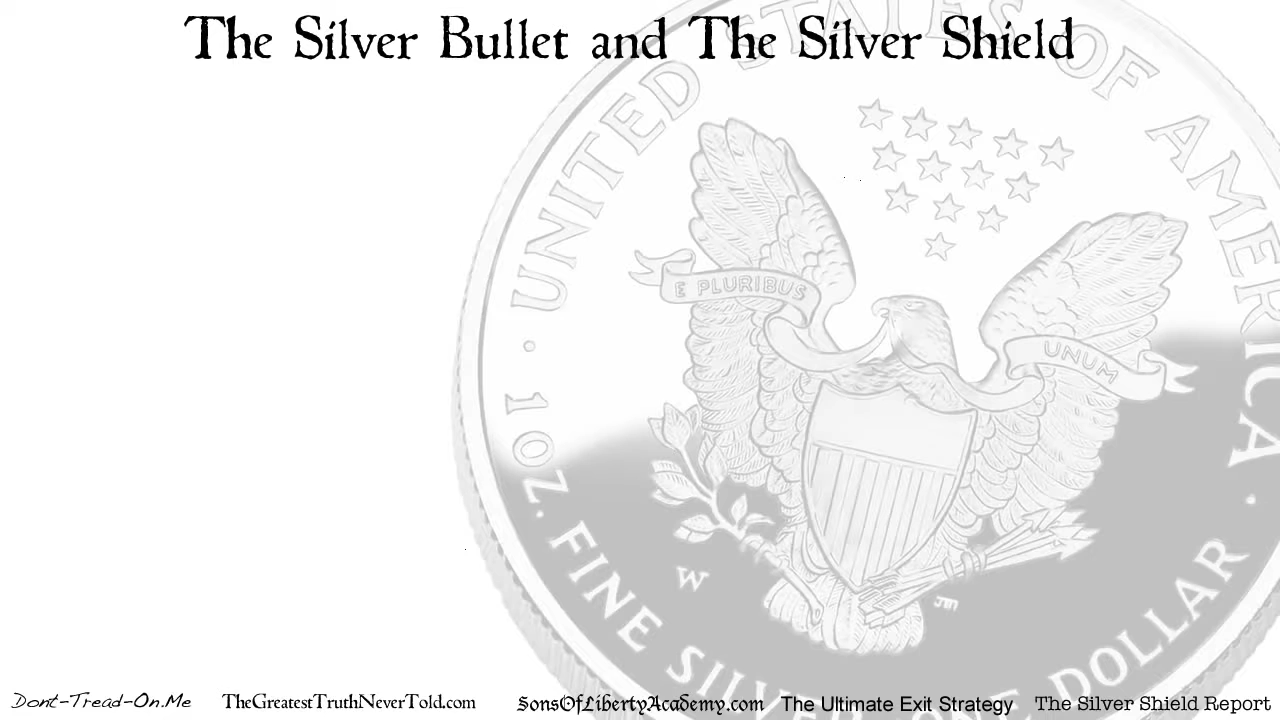 The Silver Bullet and The Silver Shield
UNITED STATES OF AMERICA
E PLURIBUS
UNUM
W
1 OZ. FINE SILVER ONE DOLLAR
Dont-Tread-On.Me TheGreatestTruthNeverTold.com SonsOfLibertyAcademy.com The Ultimate Exit Strategy The Silver Shield Report